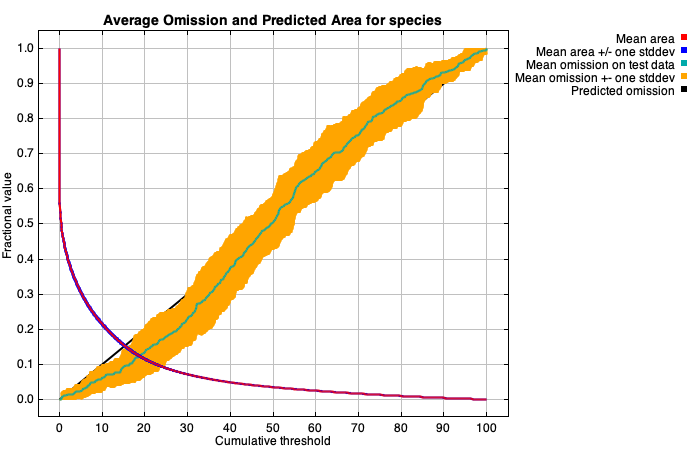 Average Omission and Predicted Area for species
Mean area
Mean area +/- one stddev
Mean omission on test data
Mean omission +- one stddev
Predicted omission
Fractional value
1.0
0.9
0.8
0.7
0.6
0.5
0.4
0.3
0.2
0.1
0.0
0 10 20 30 40 50 60 70 80 90 100
Cumulative threshold